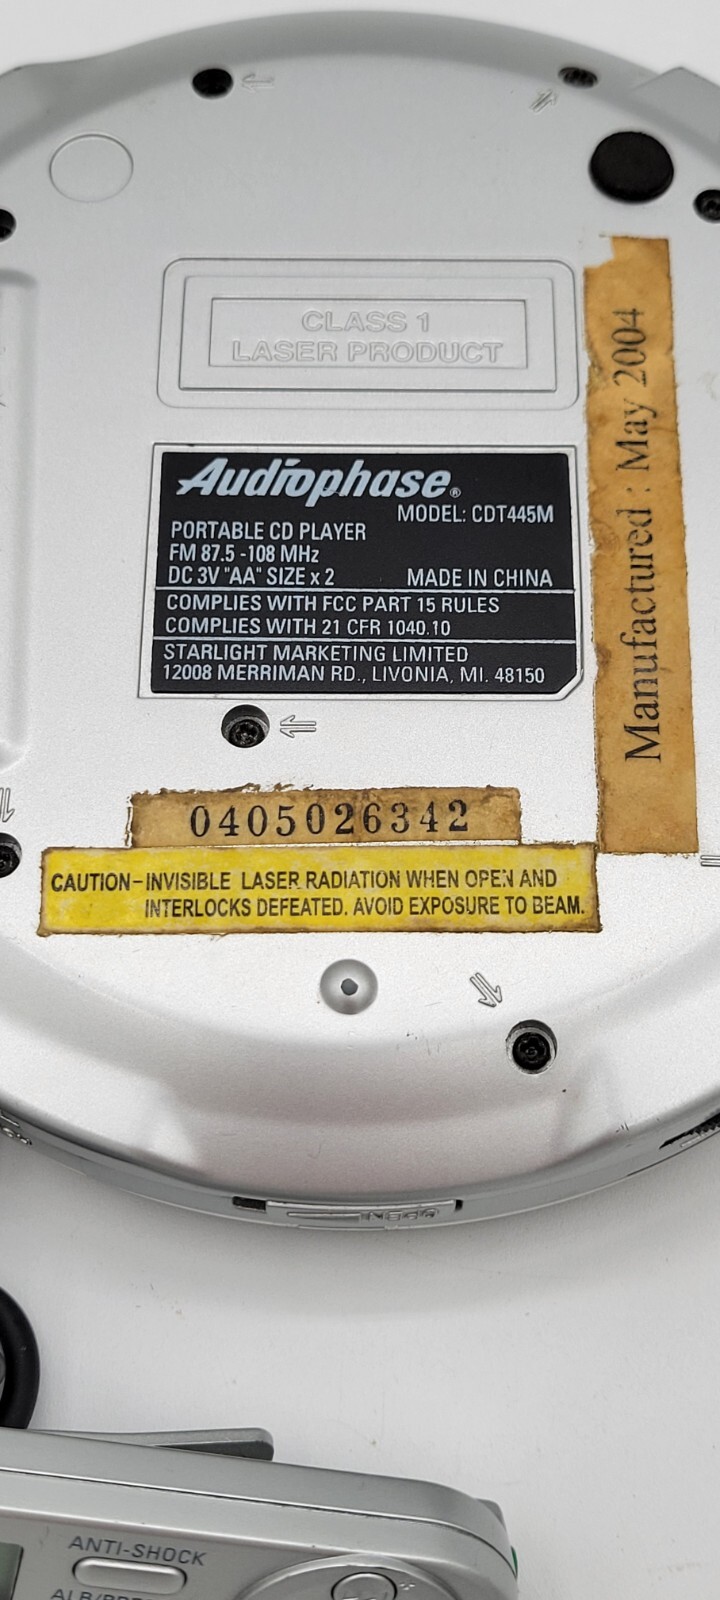 CLASS 1
LASER PRODUCT
Audiophase®
MODEL: CDT445M
PORTABLE CD PLAYER
FM 87.5 -108 MHz
DC 3V "AA" SIZE x 2 MADE IN CHINA
COMPLIES WITH FCC PART 15 RULES
COMPLIES WITH 21 CFR 1040.10
STARLIGHT MARKETING LIMITED
12008 MERRIMAN RD., LIVONIA, MI. 48150
Manufactured : May 2004
0405026342
CAUTION-INVISIBLE LASER RADIATION WHEN OPEN AND
INTERLOCKS DEFEATED. AVOID EXPOSURE TO BEAM.
OPEN
ANTI-SHOCK